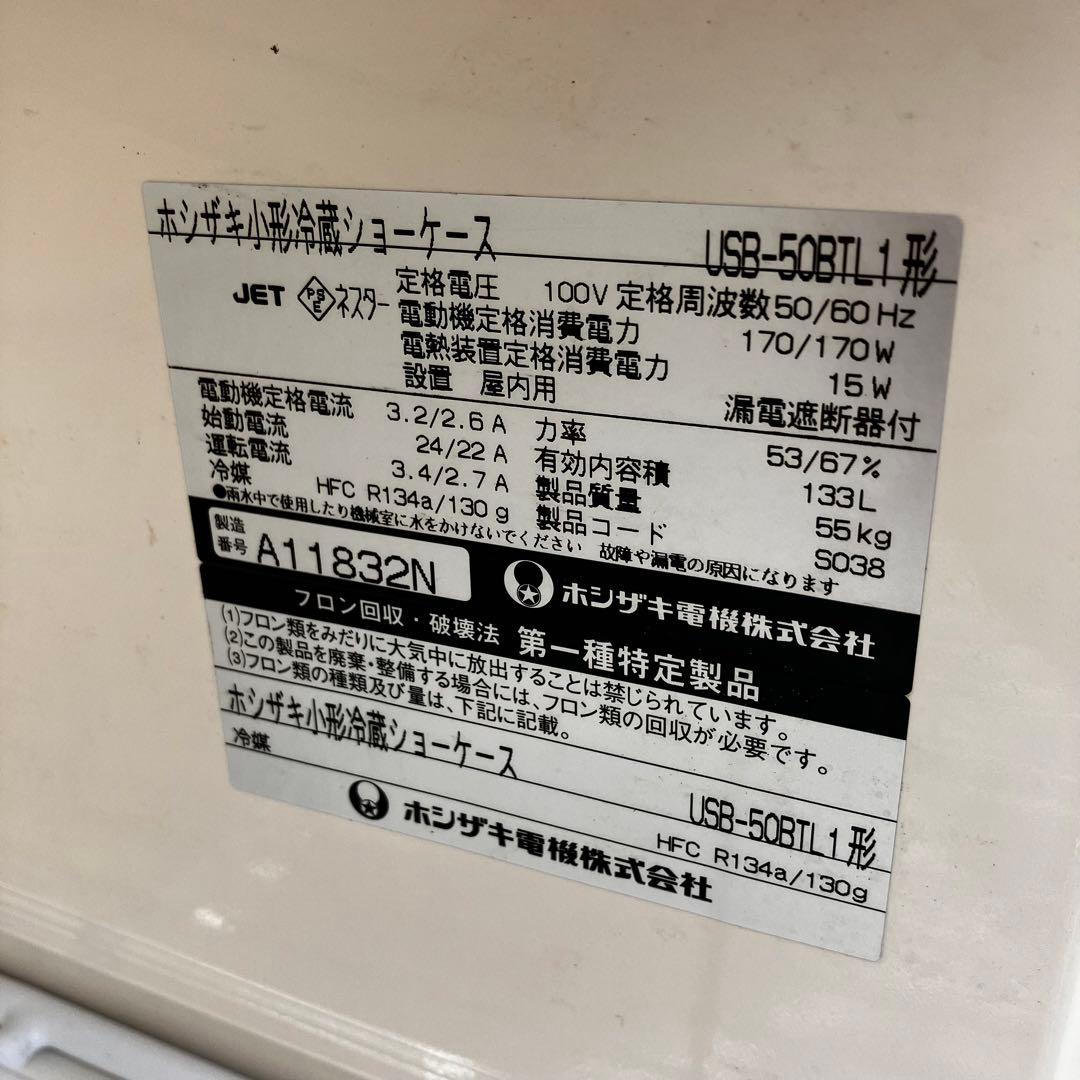 ホシザキ小形冷蔵ショーケース USB-50BTL1形
JET PSE ネスター 定格電圧 100V 定格周波数 50/60 Hz
電動機定格消費電力 170/170 W
電熱装置定格消費電力 15 W
設置 屋内用 漏電遮断器付
電動機定格電流 3.2/2.6 A 力率 53/67%
始動電流 24/22 A 有効内容積 133L
運転電流 3.4/2.7 A 製品質量 55kg
冷媒 HFC R134a/130 g 製品コード S038
●雨水中で使用したり機械室に水をかけないでください 故障や漏電の原因になります
製造番号 A11832N ホシザキ電機株式会社
フロン回収・破壊法 第一種特定製品
(1)フロン類をみだりに大気中に放出することは禁じられています。
(2)この製品を廃棄・整備する場合には、フロン類の回収が必要です。
(3)フロン類の種類及び量は、下記に記載。
ホシザキ小形冷蔵ショーケース USB-50BTL1形
冷媒 HFC R134a/130g
ホシザキ電機株式会社